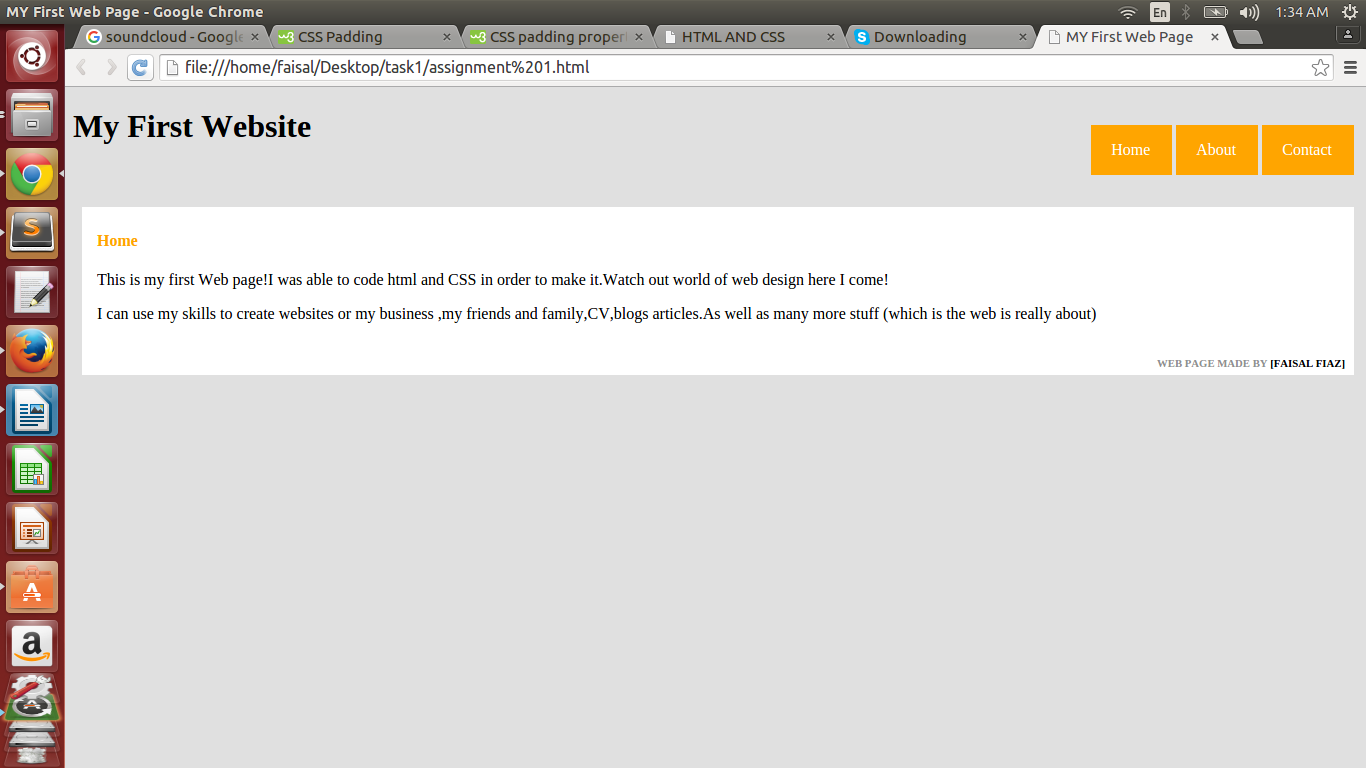 MY First Web Page - Google Chrome
En
1:34 AM
soundcloud - Google
CSS Padding
CSS padding proper
HTML AND CSS
Downloading
MY First Web Page
file:///home/faisal/Desktop/task1/assignment%201.html
My First Website
Home
About
Contact
Home
This is my first Web page!I was able to code html and CSS in order to make it.Watch out world of web design here I come!
I can use my skills to create websites or my business ,my friends and family,CV,blogs articles.As well as many more stuff (which is the web is really about)
WEB PAGE MADE BY [FAISAL FIAZ]